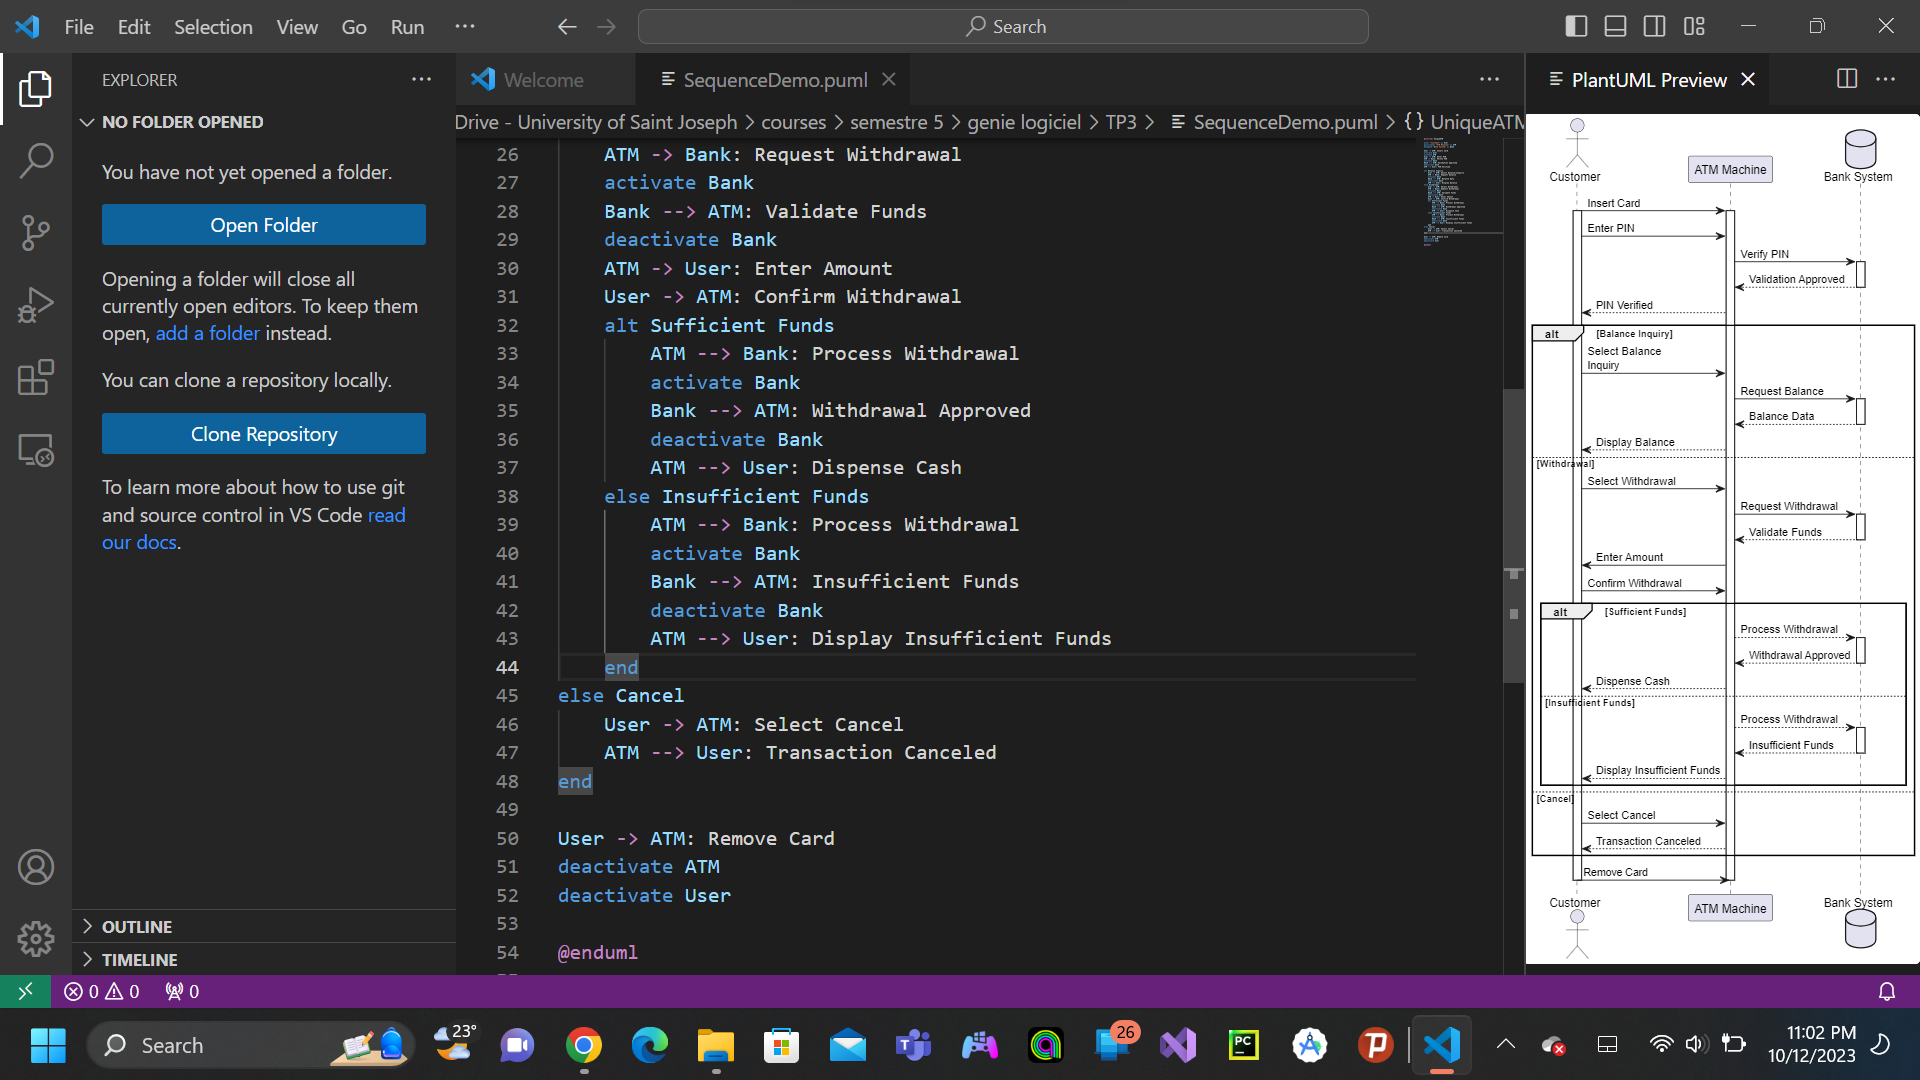 File Edit Selection View Go Run ···
Search
EXPLORER ···
NO FOLDER OPENED
You have not yet opened a folder.
Open Folder
Opening a folder will close all
currently open editors. To keep them
open, add a folder instead.
You can clone a repository locally.
Clone Repository
To learn more about how to use git
and source control in VS Code read
our docs.
OUTLINE
TIMELINE
Welcome SequenceDemo.puml ···
Drive - University of Saint Joseph > courses > semestre 5 > genie logiciel > TP3 > SequenceDemo.puml > {} UniqueATM
26 ATM -> Bank: Request Withdrawal
27 activate Bank
28 Bank --> ATM: Validate Funds
29 deactivate Bank
30 ATM -> User: Enter Amount
31 User -> ATM: Confirm Withdrawal
32 alt Sufficient Funds
33 ATM --> Bank: Process Withdrawal
34 activate Bank
35 Bank --> ATM: Withdrawal Approved
36 deactivate Bank
37 ATM --> User: Dispense Cash
38 else Insufficient Funds
39 ATM --> Bank: Process Withdrawal
40 activate Bank
41 Bank --> ATM: Insufficient Funds
42 deactivate Bank
43 ATM --> User: Display Insufficient Funds
44 end
45 else Cancel
46 User -> ATM: Select Cancel
47 ATM --> User: Transaction Canceled
48 end
49
50 User -> ATM: Remove Card
51 deactivate ATM
52 deactivate User
53
54 @enduml
PlantUML Preview ···
Customer ATM Machine Bank System
Insert Card
Enter PIN
Verify PIN
Validation Approved
PIN Verified
alt [Balance Inquiry]
Select Balance
Inquiry
Request Balance
Balance Data
Display Balance
[Withdrawal]
Select Withdrawal
Request Withdrawal
Validate Funds
Enter Amount
Confirm Withdrawal
alt [Sufficient Funds]
Process Withdrawal
Withdrawal Approved
Dispense Cash
[Insufficient Funds]
Process Withdrawal
Insufficient Funds
Display Insufficient Funds
[Cancel]
Select Cancel
Transaction Canceled
Remove Card
Customer ATM Machine Bank System
0 0 0
Search
23°
26
PC
11:02 PM
10/12/2023